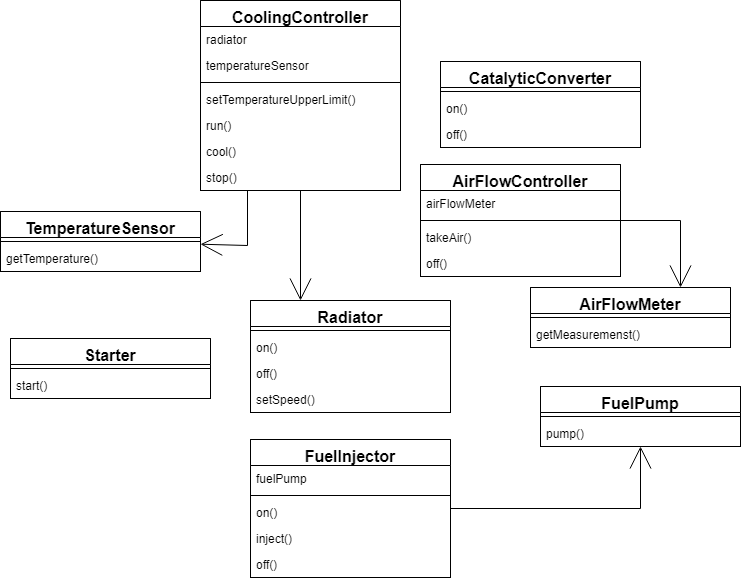 CoolingController
radiator
temperatureSensor
setTemperatureUpperLimit()
run()
cool()
stop()
CatalyticConverter
on()
off()
AirFlowController
airFlowMeter
takeAir()
off()
TemperatureSensor
getTemperature()
AirFlowMeter
getMeasuremenst()
Radiator
on()
off()
setSpeed()
Starter
start()
FuelPump
pump()
FuelInjector
fuelPump
on()
inject()
off()